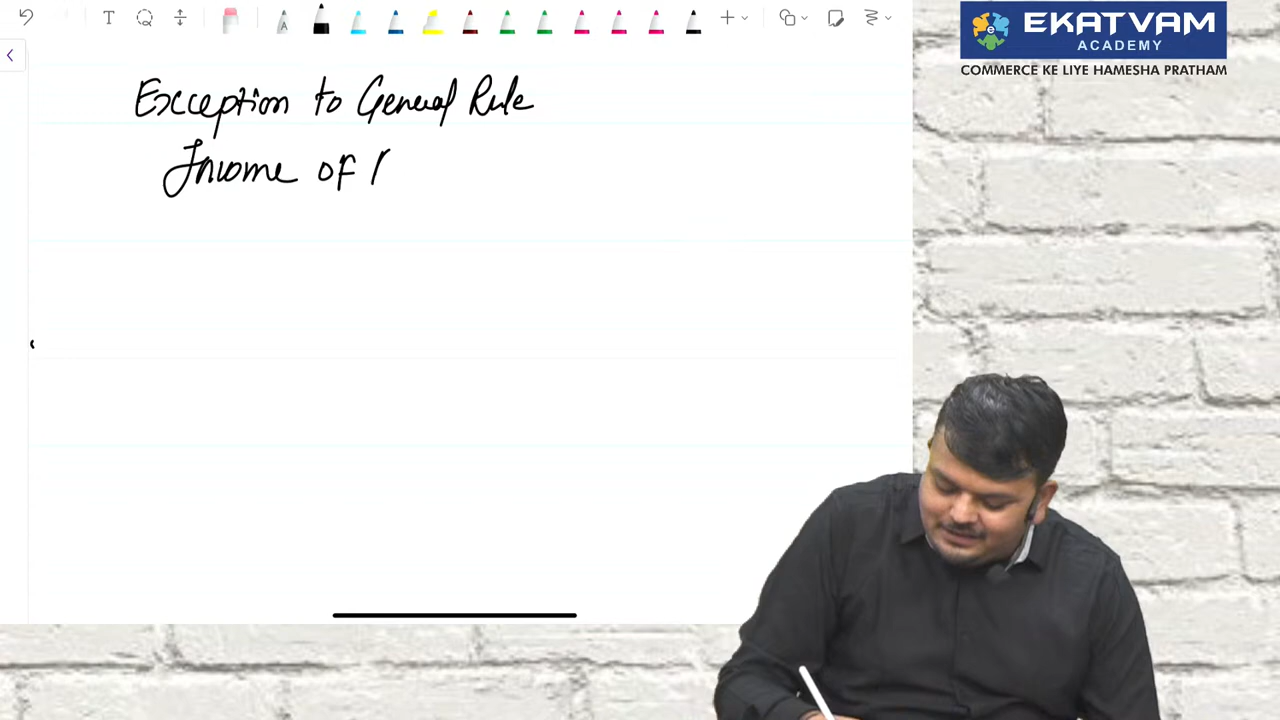 EKATVAM
ACADEMY
COMMERCE KE LIYE HAMESHA PRATHAM
Exception to General Rule
Income of